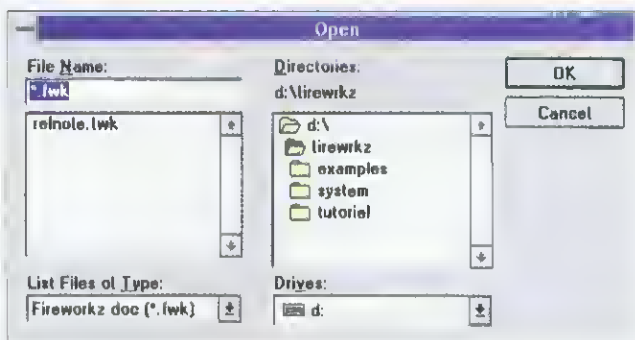 Open
File Name:
*.fwk
relnote.fwk
List Files of Type:
Fireworkz doc (*.fwk)
Directories:
d:\firewrkz
d:\
firewrkz
examples
system
tutorial
Drives:
d:
OK
Cancel